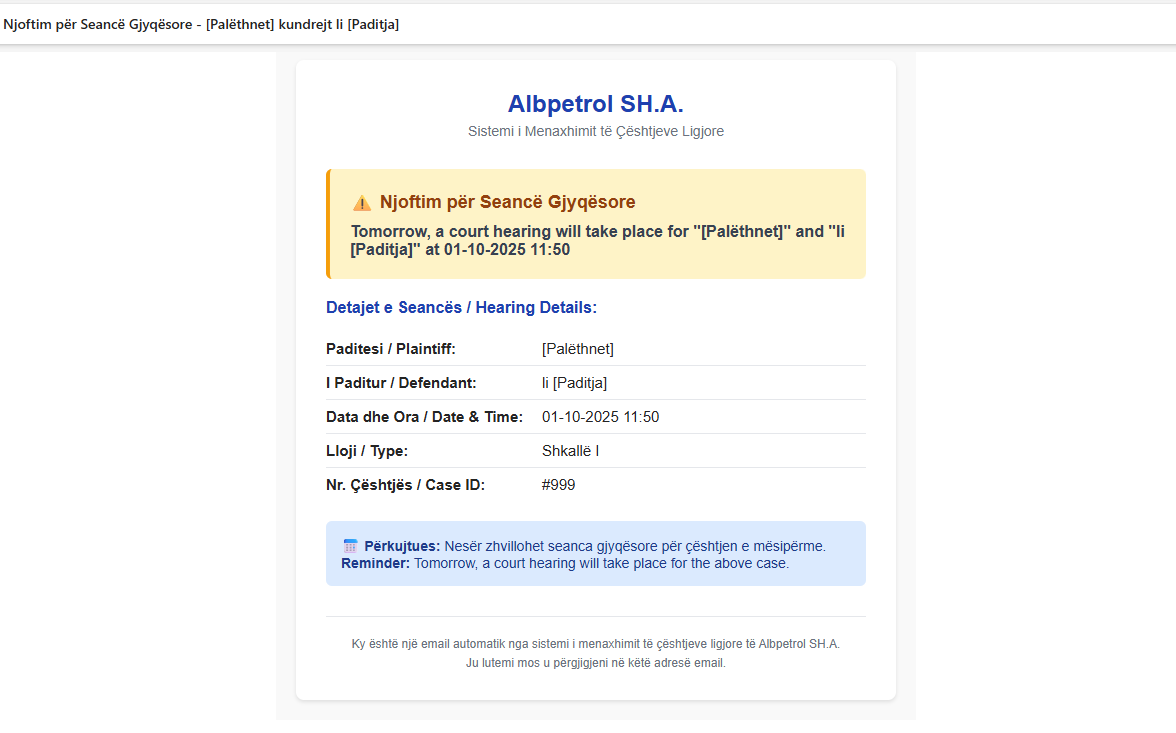 Njoftim për Seancë Gjyqësore - [Palëthnet] kundrejt li [Paditja]
Albpetrol SH.A.
Sistemi i Menaxhimit të Çështjeve Ligjore
Njoftim për Seancë Gjyqësore
Tomorrow, a court hearing will take place for "[Palëthnet]" and "li
[Paditja]" at 01-10-2025 11:50
Detajet e Seancës / Hearing Details:
Paditesi / Plaintiff: [Palëthnet]
I Paditur / Defendant: li [Paditja]
Data dhe Ora / Date & Time: 01-10-2025 11:50
Lloji / Type: Shkallë I
Nr. Çështjës / Case ID: #999
Përkujtues: Nesër zhvillohet seanca gjyqësore për çështjen e mësipërme.
Reminder: Tomorrow, a court hearing will take place for the above case.
Ky është një email automatik nga sistemi i menaxhimit të çështjeve ligjore të Albpetrol SH.A.
Ju lutemi mos u përgjigjeni në këtë adresë email.